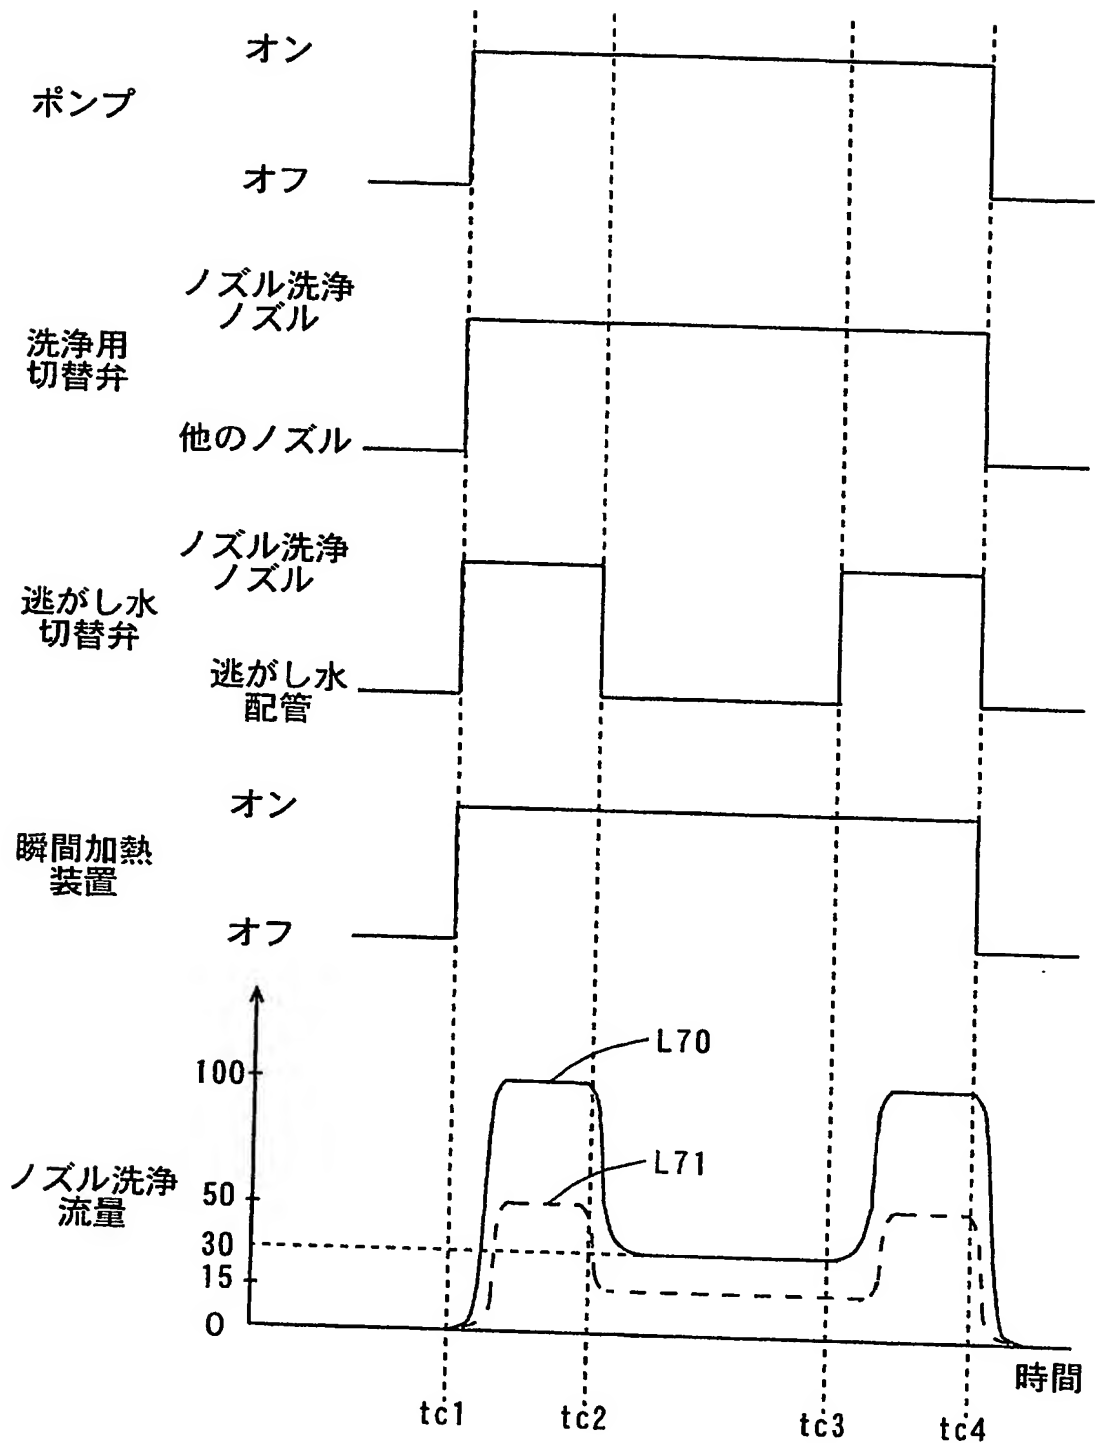 オン
ポンプ
オフ
ノズル洗浄
ノズル
洗浄用
切替弁
他のノズル
ノズル洗浄
ノズル
逃がし水
切替弁
逃がし水
配管
オン
瞬間加熱
装置
オフ
L70
100
L71
ノズル洗浄
流量
50
30
15
0
時間
tc1
tc2
tc3
tc4